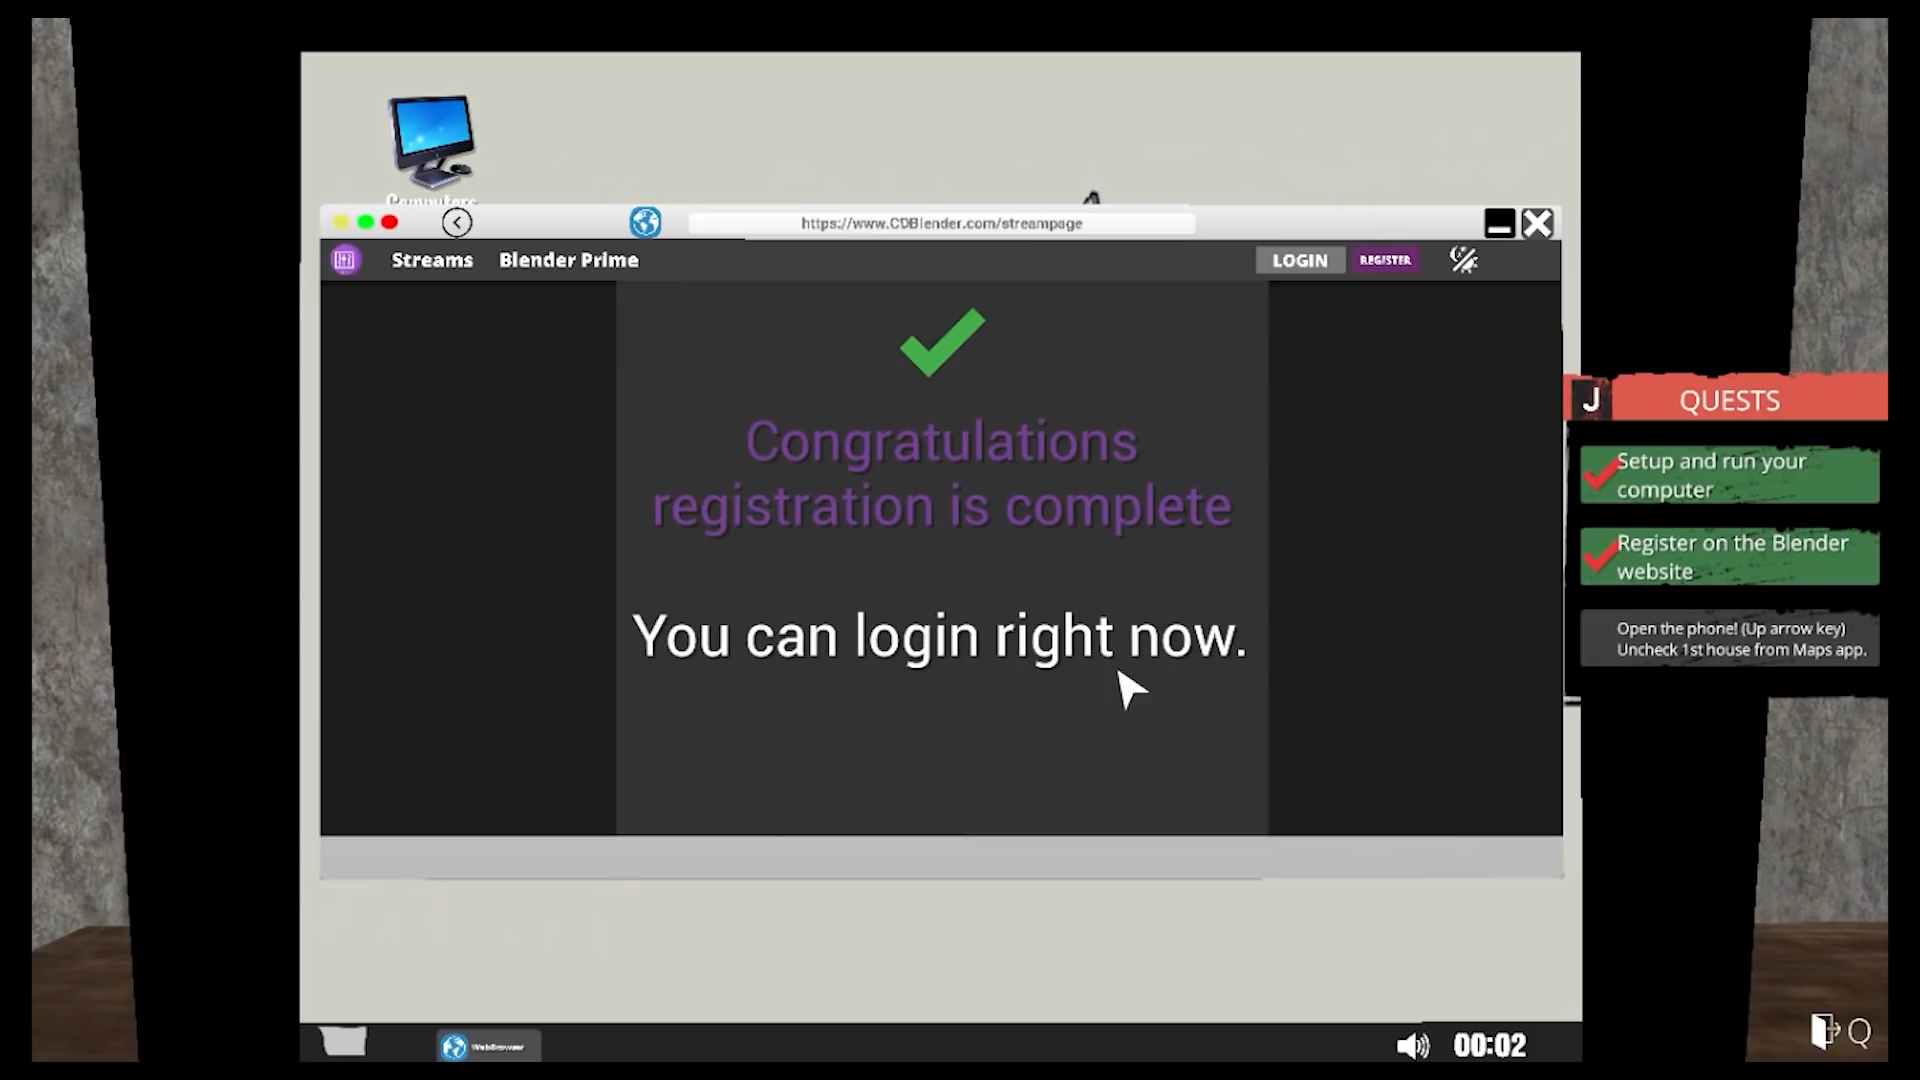 Computers
https://www.CDBlender.com/streampage
Streams Blender Prime LOGIN REGISTER
Congratulations
registration is complete
You can login right now.
J QUESTS
Setup and run your
computer
Register on the Blender
website
Open the phone! (Up arrow key)
Uncheck 1st house from Maps app.
WebBrowser
00:02
Q